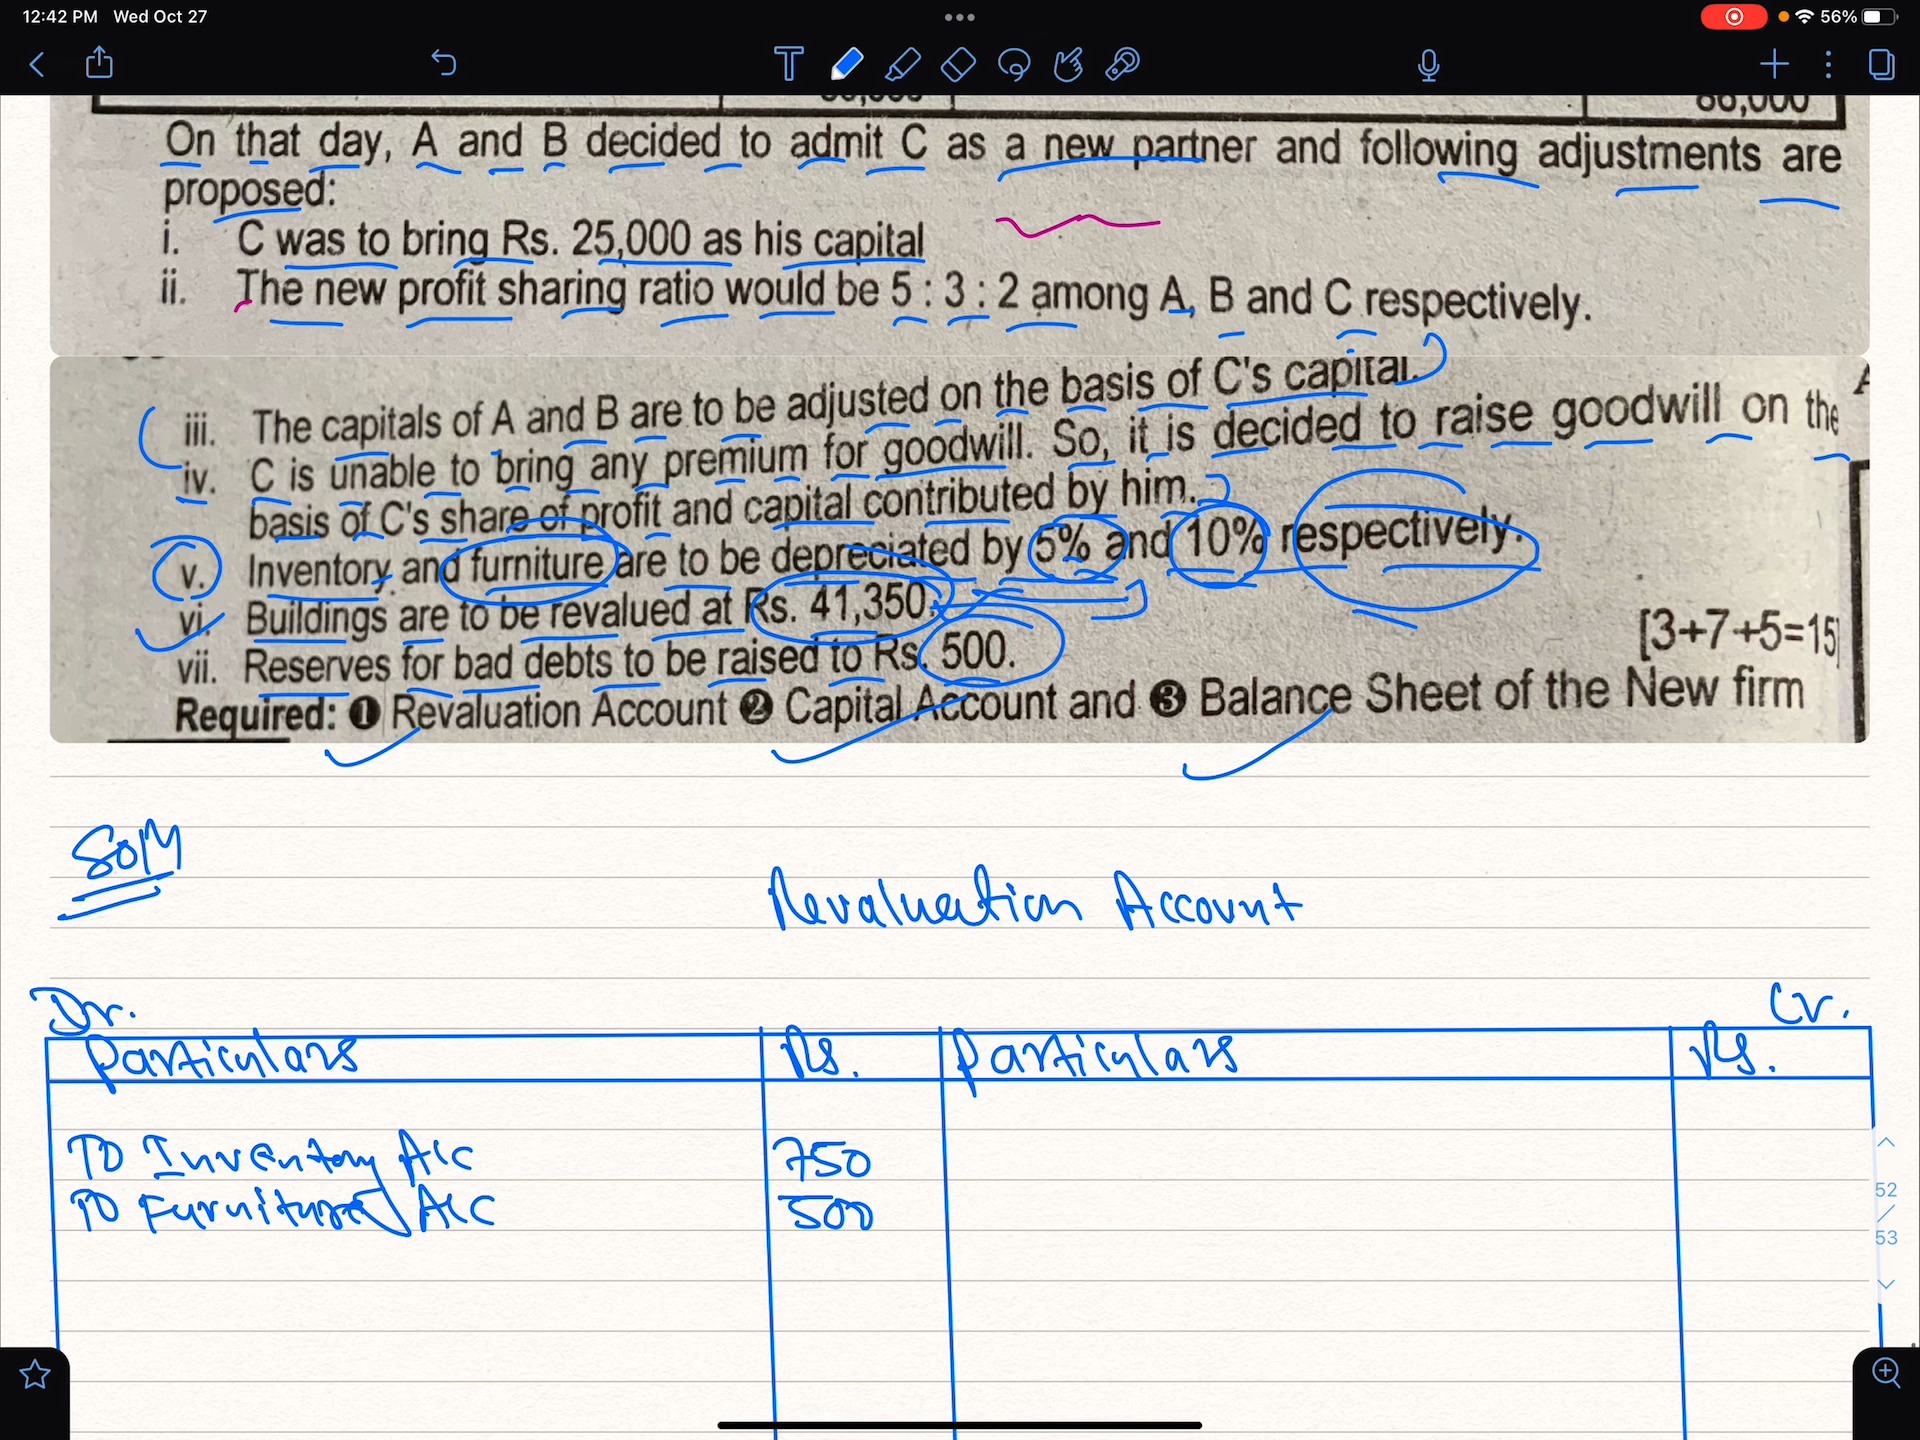 12:42 PM Wed Oct 27
56%
On that day, A and B decided to admit C as a new partner and following adjustments are
proposed:
i. C was to bring Rs. 25,000 as his capital
ii. The new profit sharing ratio would be 5 : 3 : 2 among A, B and C respectively.
iii. The capitals of A and B are to be adjusted on the basis of C's capital.
iv. C is unable to bring any premium for goodwill. So, it is decided to raise goodwill on the
basis of C's share of profit and capital contributed by him.
v. Inventory and furniture are to be depreciated by 5% and 10% respectively.
vi. Buildings are to be revalued at Rs. 41,350.
vii. Reserves for bad debts to be raised to Rs. 500.
[3+7+5=15]
Required: ❶ Revaluation Account ❷ Capital Account and ❸ Balance Sheet of the New firm
Soln
Revaluation Account
Dr. Cr.
Particulars Rs. Particulars Rs.
To Inventory A/c 750
To Furniture A/c 500
52
/
53